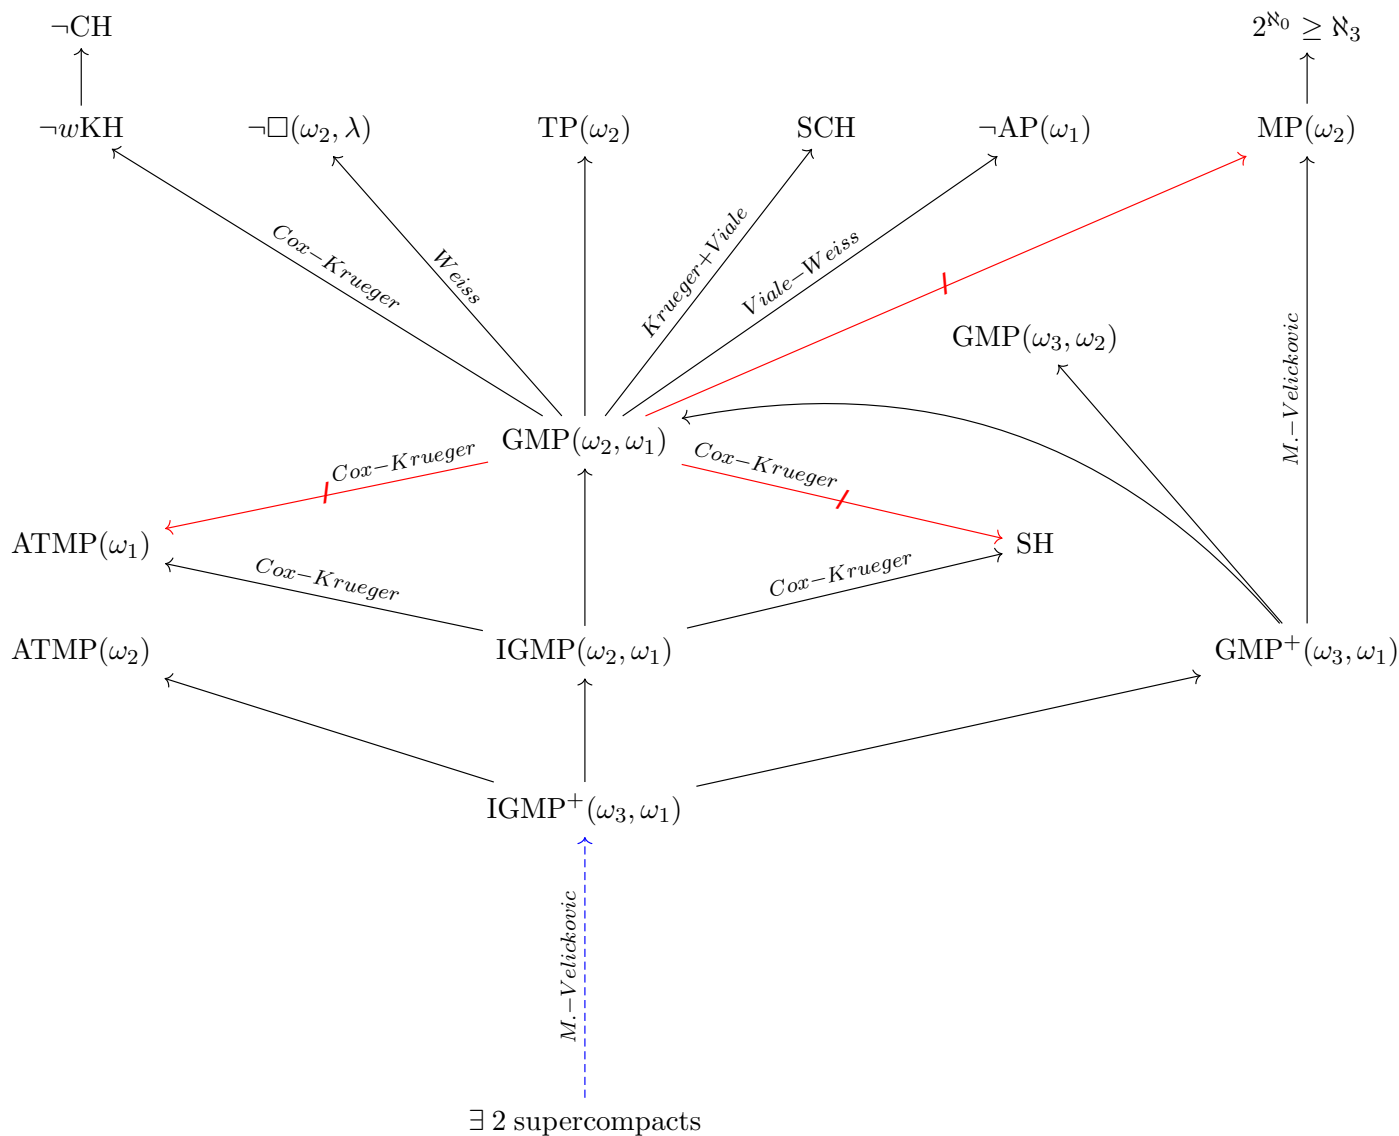 ¬CH
2^{ℵ₀} ≥ ℵ₃
¬wKH
¬□(ω₂, λ)
TP(ω₂)
SCH
¬AP(ω₁)
MP(ω₂)
Cox−Krueger
Weiss
Krueger+Viale
Viale−Weiss
M.−Velickovic
GMP(ω₃, ω₂)
GMP(ω₂, ω₁)
Cox−Krueger
Cox−Krueger
ATMP(ω₁)
SH
Cox−Krueger
Cox−Krueger
ATMP(ω₂)
IGMP(ω₂, ω₁)
GMP⁺(ω₃, ω₁)
IGMP⁺(ω₃, ω₁)
M.−Velickovic
∃ 2 supercompacts